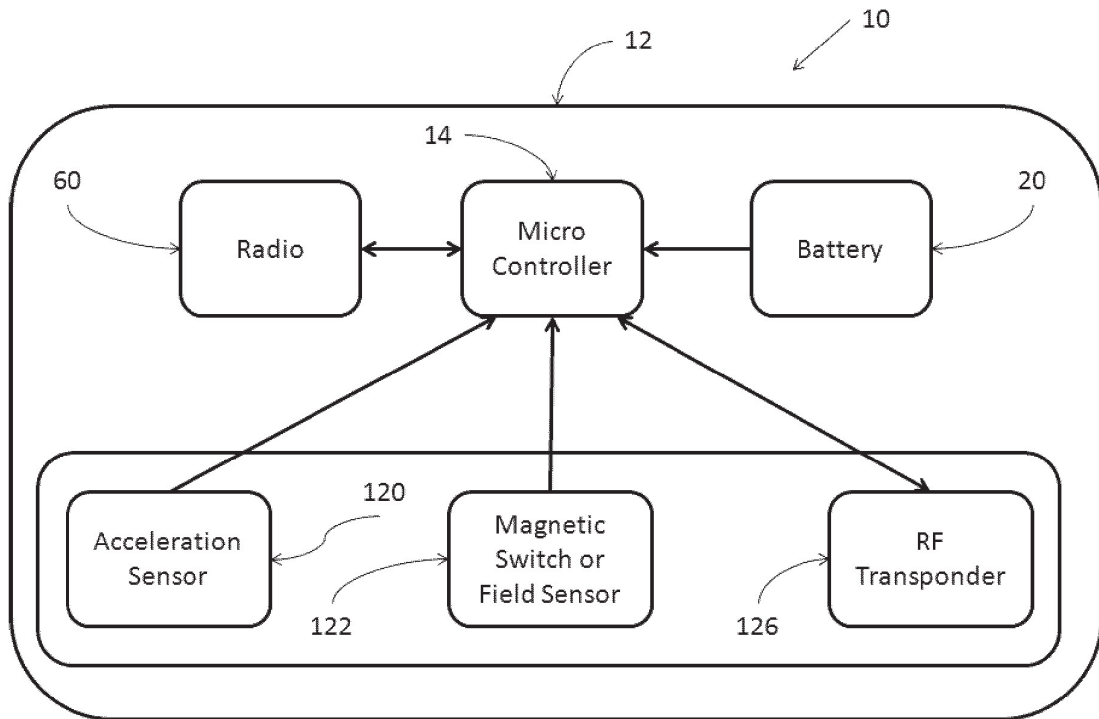 10
12
14
60
20
Radio
Micro
Controller
Battery
Acceleration
Sensor
120
Magnetic
Switch or
Field Sensor
122
RF
Transponder
126